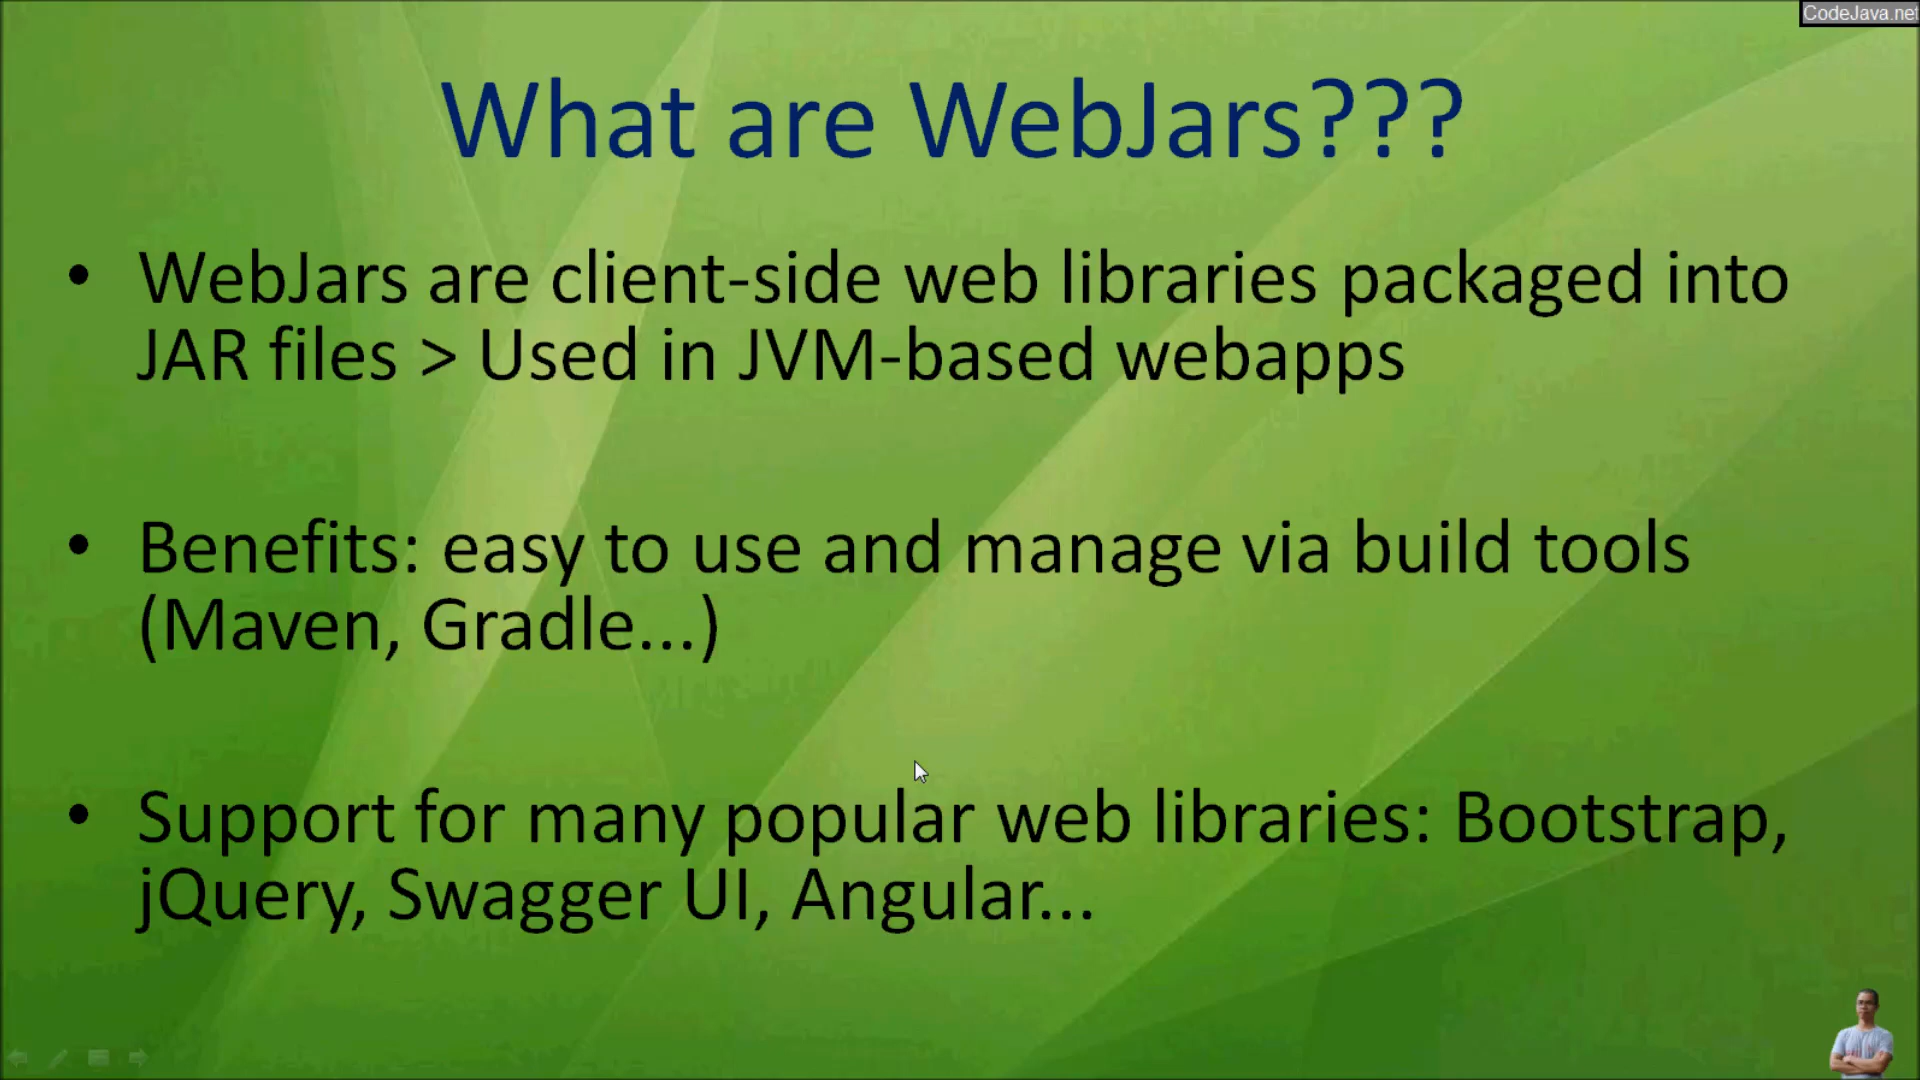 CodeJava.net
What are WebJars???
• WebJars are client-side web libraries packaged into
JAR files > Used in JVM-based webapps
• Benefits: easy to use and manage via build tools
(Maven, Gradle...)
• Support for many popular web libraries: Bootstrap,
jQuery, Swagger UI, Angular...